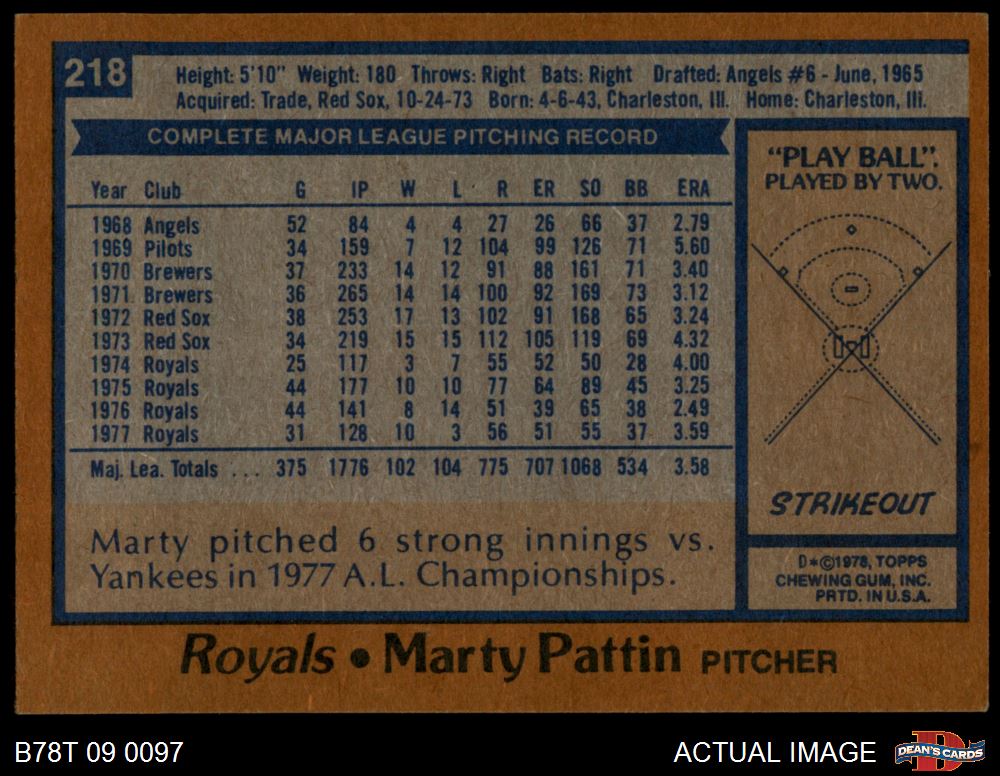 218
Height: 5'10" Weight: 180 Throws: Right Bats: Right Drafted: Angels #6 - June, 1965
Acquired: Trade, Red Sox, 10-24-73 Born: 4-6-43, Charleston, Ill. Home: Charleston, Ill.
COMPLETE MAJOR LEAGUE PITCHING RECORD
Year Club G IP W L R ER SO BB ERA
1968 Angels 52 84 4 4 27 26 66 37 2.79
1969 Pilots 34 159 7 12 104 99 126 71 5.60
1970 Brewers 37 233 14 12 91 88 161 71 3.40
1971 Brewers 36 265 14 14 100 92 169 73 3.12
1972 Red Sox 38 253 17 13 102 91 168 65 3.24
1973 Red Sox 34 219 15 15 112 105 119 69 4.32
1974 Royals 25 117 3 7 55 52 50 28 4.00
1975 Royals 44 177 10 10 77 64 89 45 3.25
1976 Royals 44 141 8 14 51 39 65 38 2.49
1977 Royals 31 128 10 3 56 51 55 37 3.59
Maj. Lea. Totals ... 375 1776 102 104 775 707 1068 534 3.58
Marty pitched 6 strong innings vs.
Yankees in 1977 A.L. Championships.
"PLAY BALL".
PLAYED BY TWO.
STRIKEOUT
D*©1978, TOPPS
CHEWING GUM, INC.
PRTD. IN U.S.A.
Royals • Marty Pattin PITCHER
B78T 09 0097
ACTUAL IMAGE
D
DEAN'S CARDS